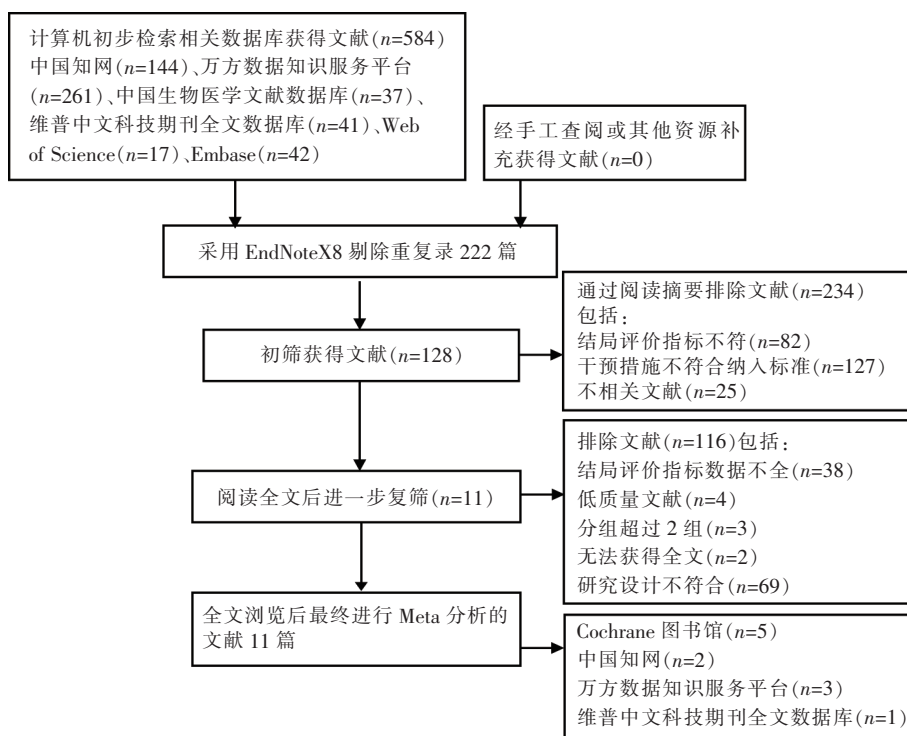 计算机初步检索相关数据库获得文献(n=584)
中国知网(n=144)、万方数据知识服务平台
(n=261)、中国生物医学文献数据库(n=37)、
维普中文科技期刊全文数据库(n=41)、Web
of Science(n=17)、Embase(n=42)
经手工查阅或其他资源补
充获得文献(n=0)
采用 EndNoteX8 剔除重复录 222 篇
通过阅读摘要排除文献(n=234)
包括：
结局评价指标不符(n=82)
干预措施不符合纳入标准(n=127)
不相关文献(n=25)
初筛获得文献(n=128)
排除文献(n=116)包括：
结局评价指标数据不全(n=38)
低质量文献(n=4)
分组超过 2 组(n=3)
无法获得全文(n=2)
研究设计不符合(n=69)
阅读全文后进一步复筛(n=11)
全文浏览后最终进行 Meta 分析的
文献 11 篇
Cochrane 图书馆(n=5)
中国知网(n=2)
万方数据知识服务平台(n=3)
维普中文科技期刊全文数据库(n=1)